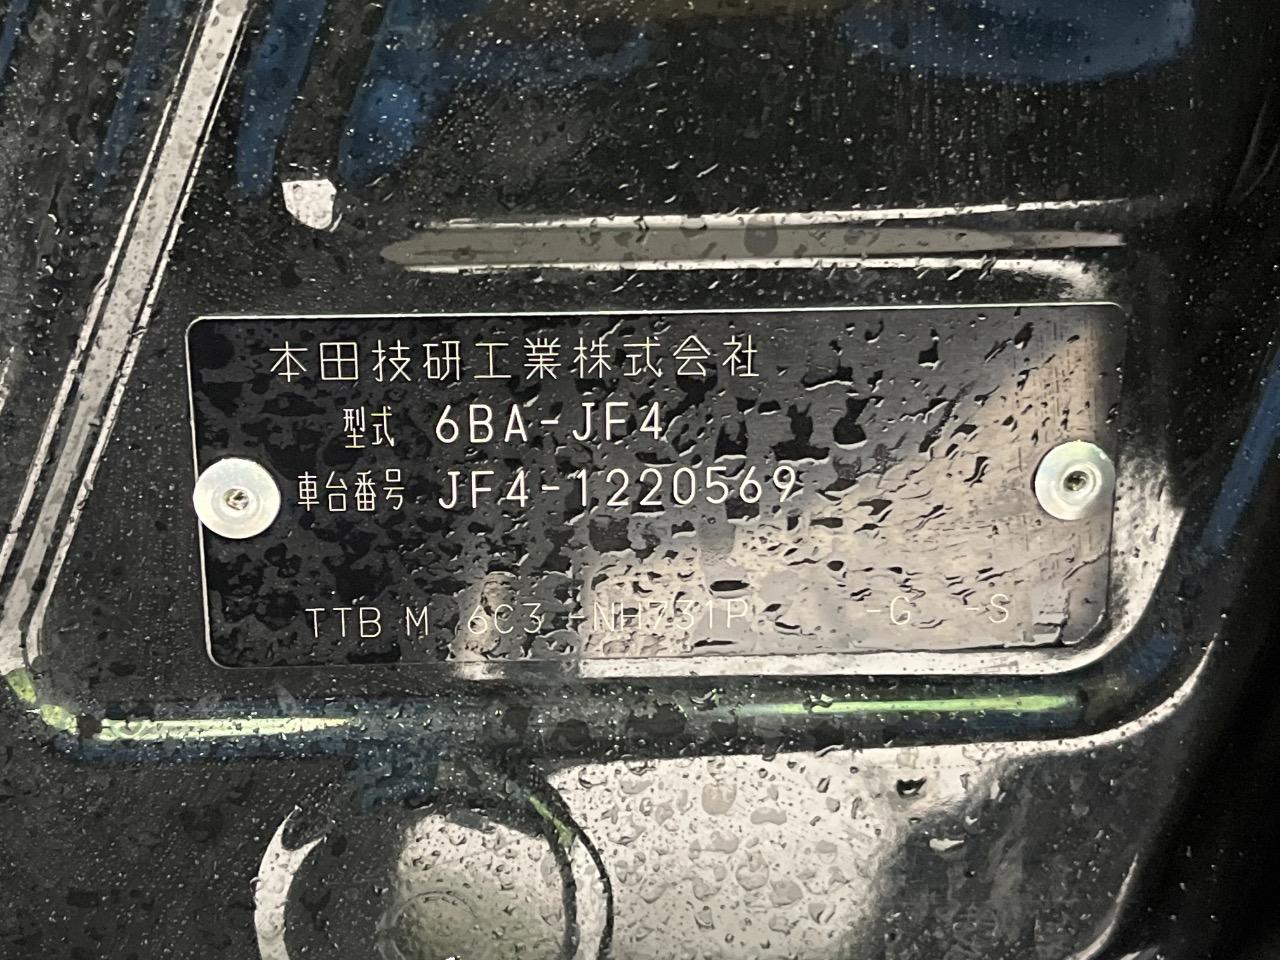 本田技研工業株式会社
型式 6BA-JF4
車台番号 JF4-1220569
TTB M 6C3 -NH731P -G -S